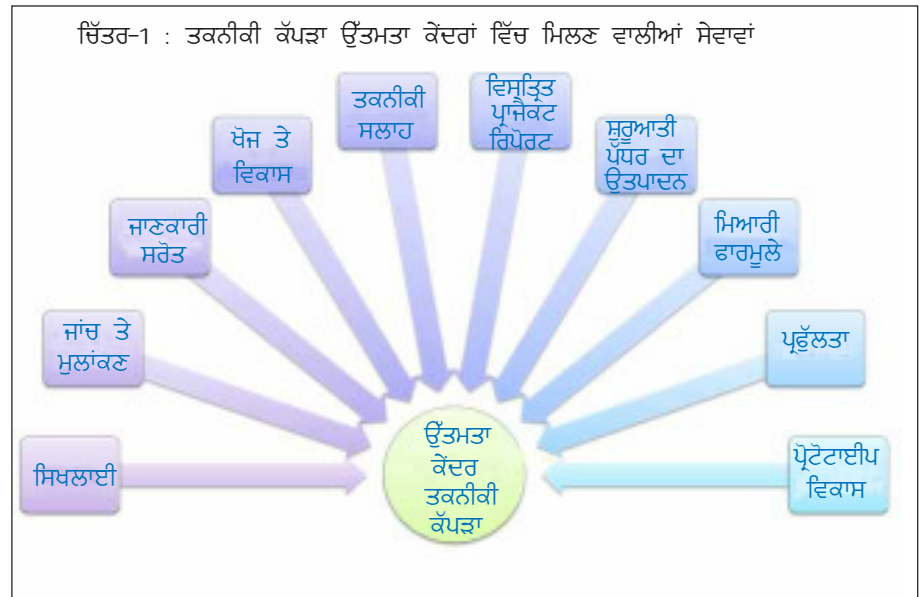 ਚਿੱਤਰ-1 : ਤਕਨੀਕੀ ਕੱਪੜਾ ਉੱਤਮਤਾ ਕੇਂਦਰਾਂ ਵਿੱਚ ਮਿਲਣ ਵਾਲੀਆਂ ਸੇਵਾਵਾਂ
ਸਿਖਲਾਈ
ਜਾਂਚ ਤੇ
ਮੁਲਾਂਕਣ
ਜਾਣਕਾਰੀ
ਸਰੋਤ
ਖੋਜ ਤੇ
ਵਿਕਾਸ
ਤਕਨੀਕੀ
ਸਲਾਹ
ਵਿਸਤ੍ਰਿਤ
ਪ੍ਰਾਜੈਕਟ
ਰਿਪੋਰਟ
ਸ਼ੁਰੂਆਤੀ
ਪੱਧਰ ਦਾ
ਉਤਪਾਦਨ
ਮਿਆਰੀ
ਫਾਰਮੂਲੇ
ਪ੍ਰਫੁੱਲਤਾ
ਪ੍ਰੋਟੋਟਾਈਪ
ਵਿਕਾਸ
ਉੱਤਮਤਾ
ਕੇਂਦਰ
ਤਕਨੀਕੀ
ਕੱਪੜਾ